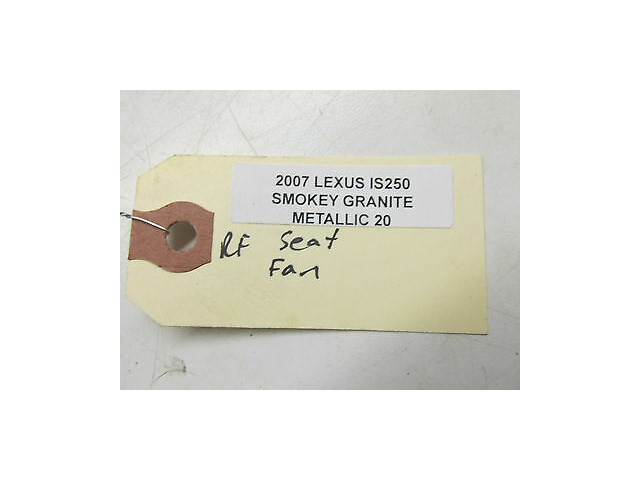 2007 LEXUS IS250
SMOKEY GRANITE
METALLIC 20
RF Seat
Fan